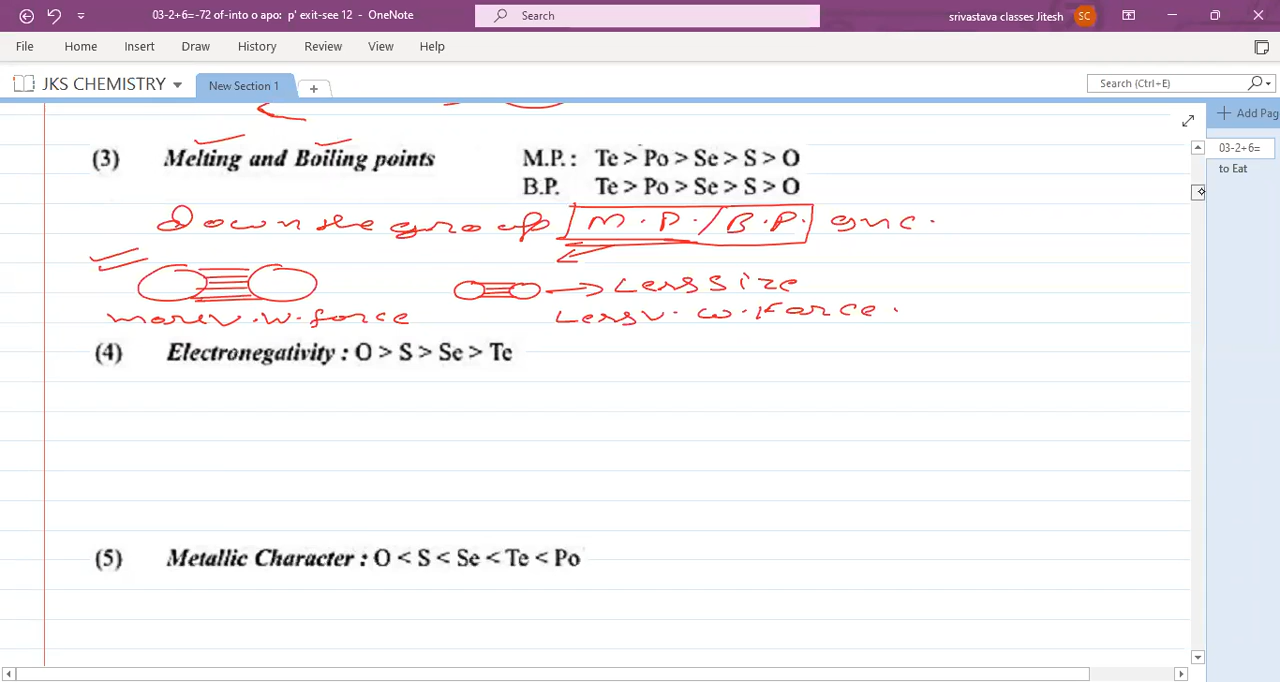 03-2+6=-72 of-into o apo: p' exit-see 12 - OneNote
Search
srivastava classes Jitesh
SC
File Home Insert Draw History Review View Help
JKS CHEMISTRY
New Section 1
+
Search (Ctrl+E)
Add Pag
03-2+6=
to Eat
(3) Melting and Boiling points M.P.: Te > Po > Se > S > O
B.P. Te > Po > Se > S > O
down the group M.P./B.P. inc.
more v.w. force
Less size
Less v.w. Force.
(4) Electronegativity : O > S > Se > Te
(5) Metallic Character : O < S < Se < Te < Po